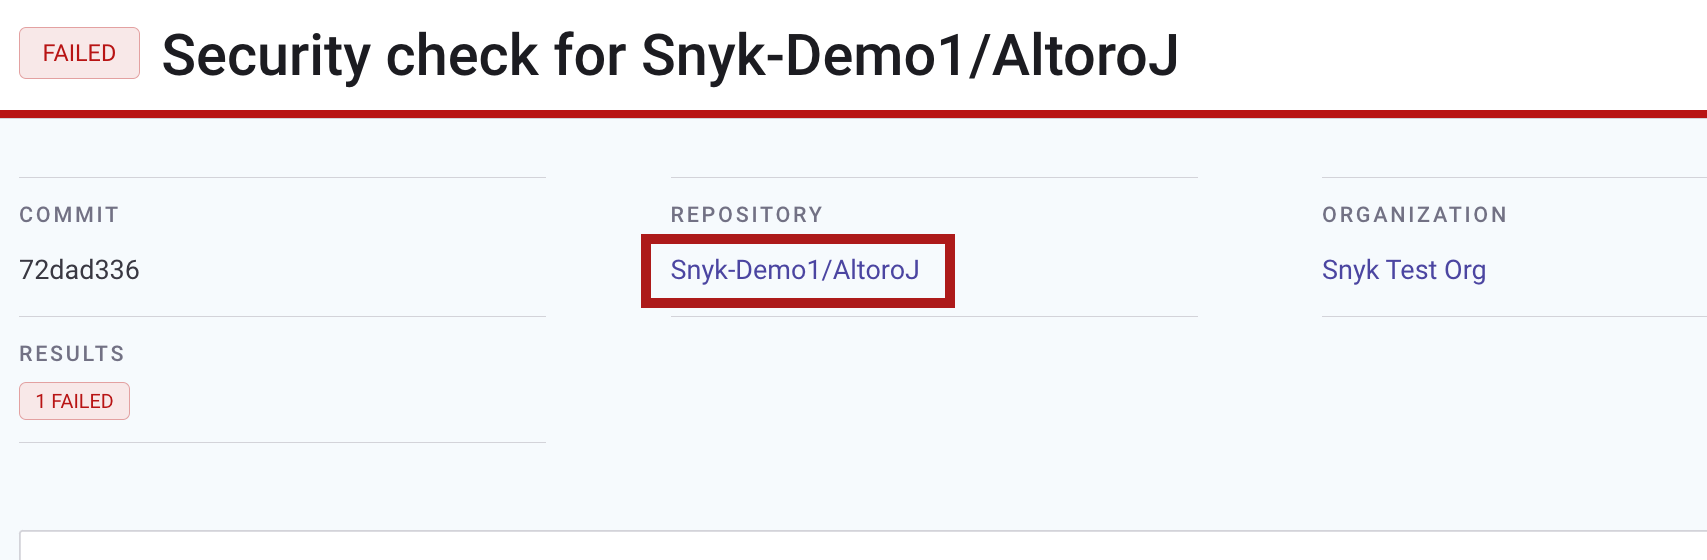 FAILED Security check for Snyk-Demo1/AltoroJ
COMMIT
72dad336
REPOSITORY
Snyk-Demo1/AltoroJ
ORGANIZATION
Snyk Test Org
RESULTS
1 FAILED